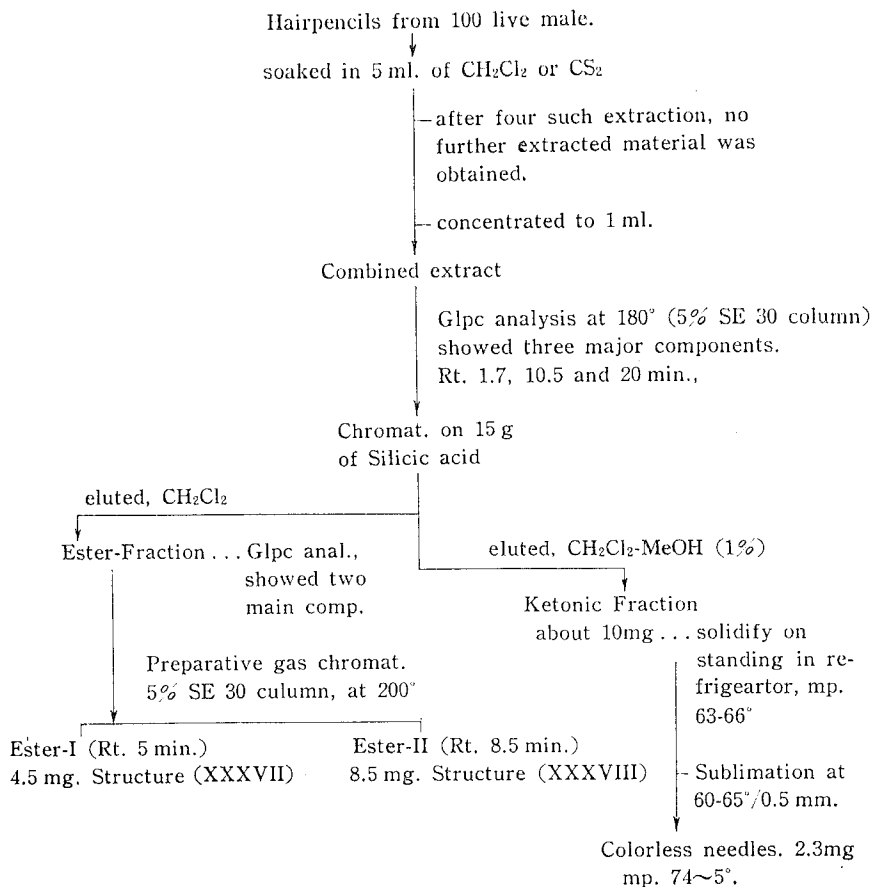 Hairpencils from 100 live male.
soaked in 5 ml. of CH₂Cl₂ or CS₂
after four such extraction, no
further extracted material was
obtained.
concentrated to 1 ml.
Combined extract
Glpc analysis at 180° (5% SE 30 column)
showed three major components.
Rt. 1.7, 10.5 and 20 min.,
Chromat. on 15 g
of Silicic acid
eluted, CH₂Cl₂
Ester-Fraction . . . Glpc anal.,
showed two
main comp.
eluted, CH₂Cl₂-MeOH (1%)
Ketonic Fraction
about 10mg . . . solidify on
standing in re-
frigeartor, mp.
63-66°
Preparative gas chromat.
5% SE 30 culumn, at 200°
Ester-I (Rt. 5 min.)
4.5 mg. Structure (XXXVII)
Ester-II (Rt. 8.5 min.)
8.5 mg. Structure (XXXVIII)
Sublimation at
60-65°/0.5 mm.
Colorless needles. 2.3mg
mp. 74~5°.